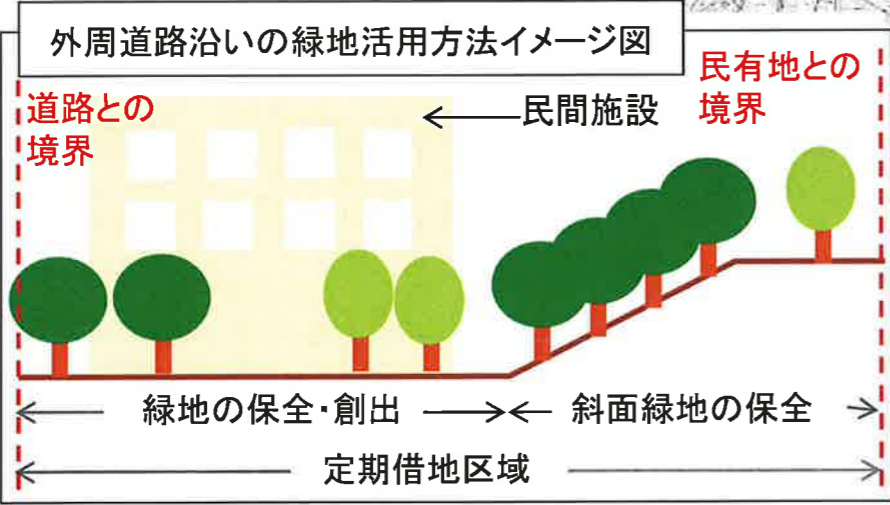 外周道路沿いの緑地活用方法イメージ図
道路との
境界
民間施設
民有地との
境界
緑地の保全・創出
斜面緑地の保全
定期借地区域